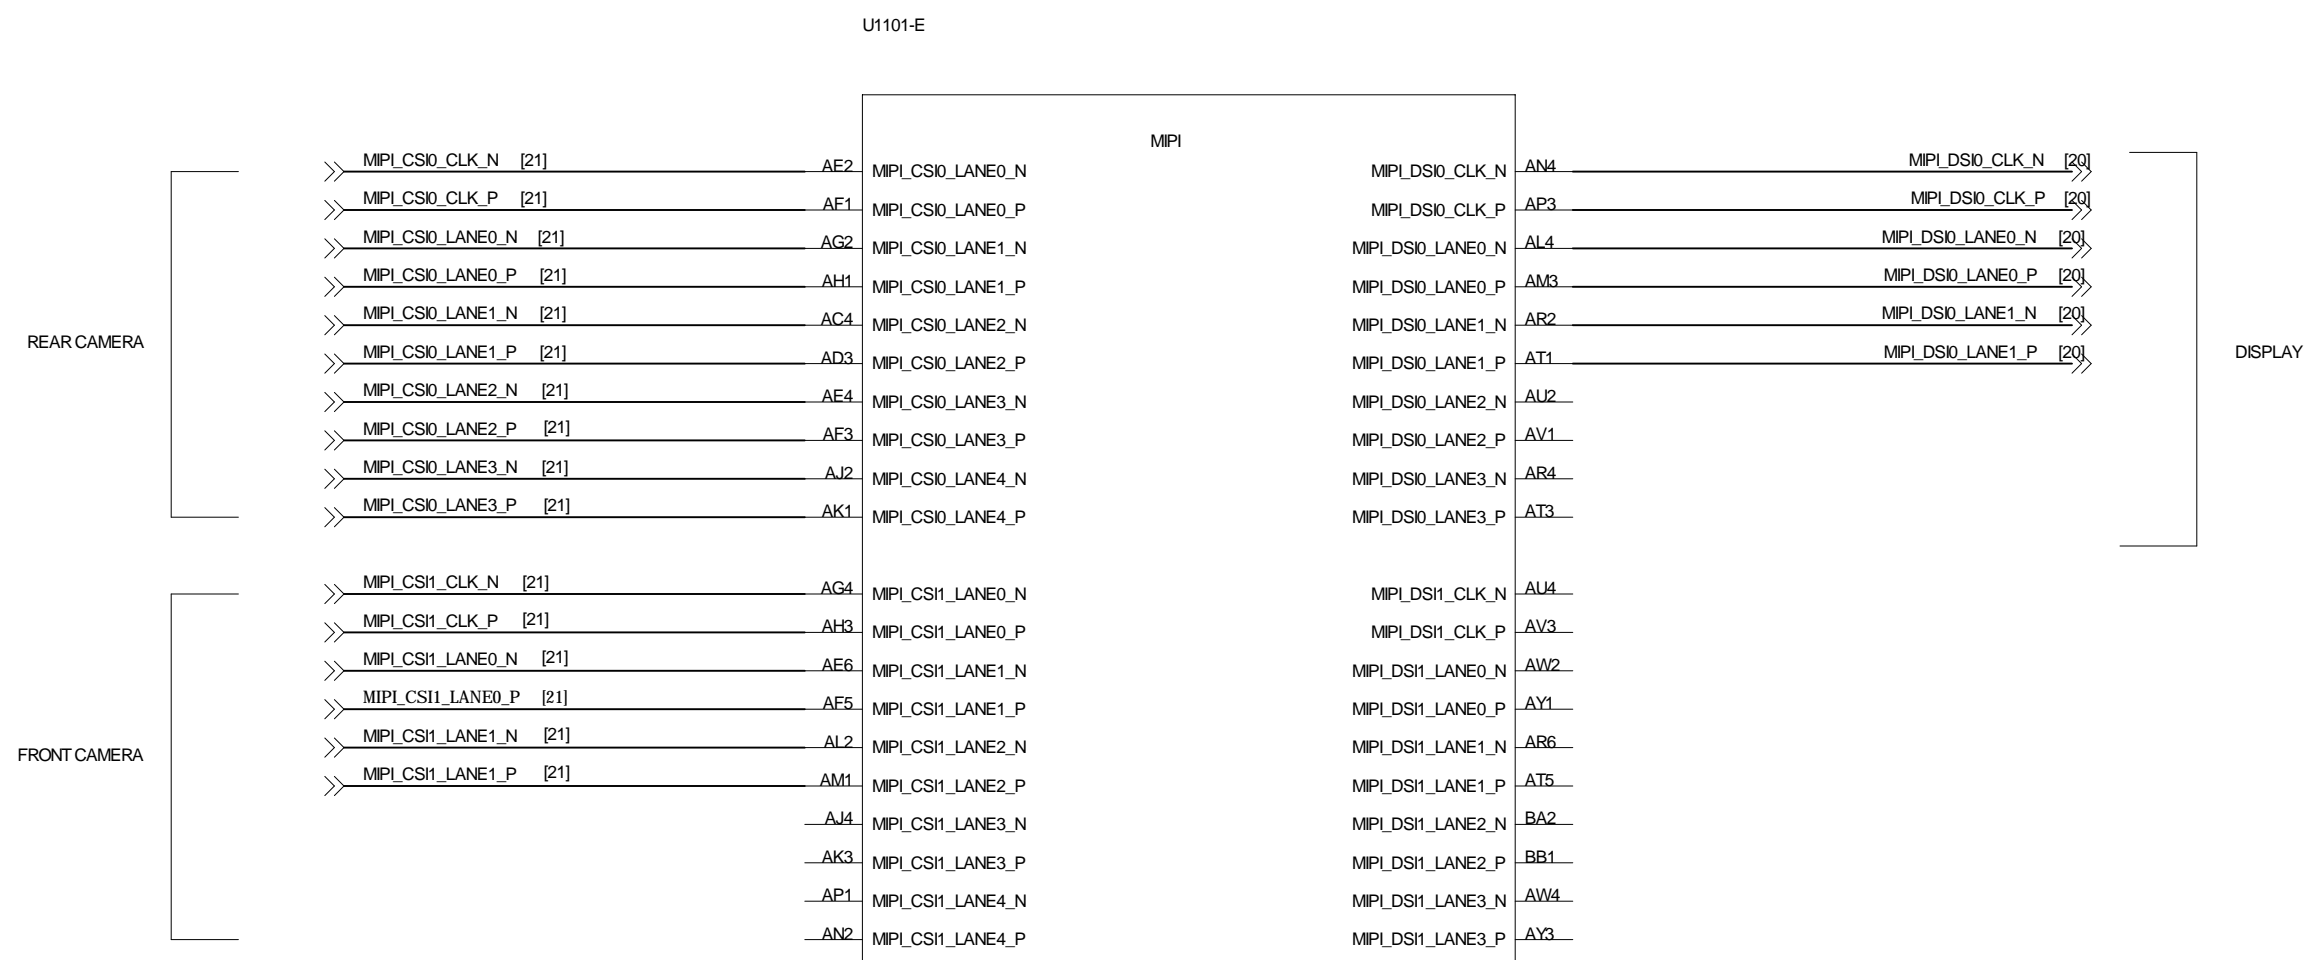 U1101-E
MIPI
MIPI_CSI0_CLK_N [21] AE2 MIPI_CSI0_LANE0_N MIPI_DSI0_CLK_N AN4 MIPI_DSI0_CLK_N [20]
MIPI_CSI0_CLK_P [21] AF1 MIPI_CSI0_LANE0_P MIPI_DSI0_CLK_P AP3 MIPI_DSI0_CLK_P [20]
MIPI_CSI0_LANE0_N [21] AG2 MIPI_CSI0_LANE1_N MIPI_DSI0_LANE0_N AL4 MIPI_DSI0_LANE0_N [20]
MIPI_CSI0_LANE0_P [21] AH1 MIPI_CSI0_LANE1_P MIPI_DSI0_LANE0_P AM3 MIPI_DSI0_LANE0_P [20]
MIPI_CSI0_LANE1_N [21] AC4 MIPI_CSI0_LANE2_N MIPI_DSI0_LANE1_N AR2 MIPI_DSI0_LANE1_N [20]
REAR CAMERA
MIPI_CSI0_LANE1_P [21] AD3 MIPI_CSI0_LANE2_P MIPI_DSI0_LANE1_P AT1 MIPI_DSI0_LANE1_P [20]
DISPLAY
MIPI_CSI0_LANE2_N [21] AE4 MIPI_CSI0_LANE3_N MIPI_DSI0_LANE2_N AU2
MIPI_CSI0_LANE2_P [21] AF3 MIPI_CSI0_LANE3_P MIPI_DSI0_LANE2_P AV1
MIPI_CSI0_LANE3_N [21] AJ2 MIPI_CSI0_LANE4_N MIPI_DSI0_LANE3_N AR4
MIPI_CSI0_LANE3_P [21] AK1 MIPI_CSI0_LANE4_P MIPI_DSI0_LANE3_P AT3
MIPI_CSI1_CLK_N [21] AG4 MIPI_CSI1_LANE0_N MIPI_DSI1_CLK_N AU4
MIPI_CSI1_CLK_P [21] AH3 MIPI_CSI1_LANE0_P MIPI_DSI1_CLK_P AV3
MIPI_CSI1_LANE0_N [21] AE6 MIPI_CSI1_LANE1_N MIPI_DSI1_LANE0_N AW2
MIPI_CSI1_LANE0_P [21] AF5 MIPI_CSI1_LANE1_P MIPI_DSI1_LANE0_P AY1
MIPI_CSI1_LANE1_N [21] AL2 MIPI_CSI1_LANE2_N MIPI_DSI1_LANE1_N AR6
FRONT CAMERA
MIPI_CSI1_LANE1_P [21] AM1 MIPI_CSI1_LANE2_P MIPI_DSI1_LANE1_P AT5
AJ4 MIPI_CSI1_LANE3_N MIPI_DSI1_LANE2_N BA2
AK3 MIPI_CSI1_LANE3_P MIPI_DSI1_LANE2_P BB1
AP1 MIPI_CSI1_LANE4_N MIPI_DSI1_LANE3_N AW4
AN2 MIPI_CSI1_LANE4_P MIPI_DSI1_LANE3_P AY3